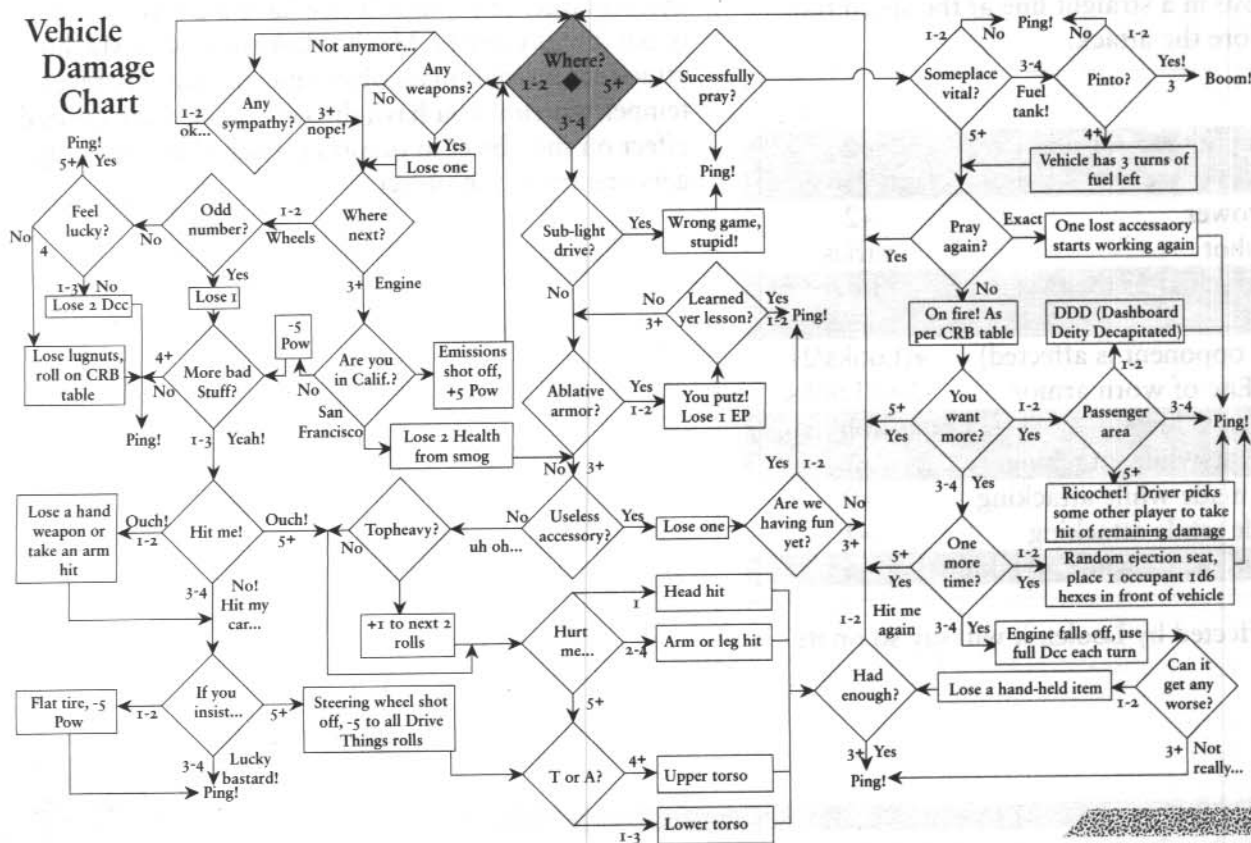 Vehicle
Damage
Chart
Not anymore...
Any
sympathy?
1-2
ok...
3+
nope!
Any
weapons?
No
Yes
Lose one
Where?
1-2
5+
3-4
Sucessfully
pray?
Ping!
Wrong game,
stupid!
Yes
Sub-light
drive?
No
Ping!
1-2
No
No
1-2
Someplace
vital?
3-4
Fuel
tank!
Pinto?
Yes!
3
Boom!
5+
4+
Vehicle has 3 turns of
fuel left
Pray
again?
Yes
Exact
One lost accessaory
starts working again
No
Ping!
5+
Yes
Feel
lucky?
No
4
1-3
No
Lose 2 Dcc
Odd
number?
No
Yes
Lose 1
1-2
Wheels
Where
next?
3+
Engine
Lose lugnuts,
roll on CRB
table
4+
No
More bad
Stuff?
Ping!
1-3
Yeah!
-5
Pow
No
Are you
in Calif.?
San
Francisco
Emissions
shot off,
+5 Pow
Lose 2 Health
from smog
Learned
yer lesson?
No
3+
Yes
1-2
Ping!
Ablative
armor?
Yes
1-2
You putz!
Lose 1 EP
No
3+
On fire! As
per CRB table
DDD (Dashboard
Deity Decapitated)
1-2
You
want
more?
5+
Yes
1-2
Yes
Passenger
area
3-4
Ping!
5+
3-4
Yes
Ricochet! Driver picks
some other player to take
hit of remaining damage
Lose a hand
weapon or
take an arm
hit
Ouch!
1-2
Hit me!
Ouch!
5+
3-4
No!
Hit my
car...
Topheavy?
No
No
uh oh...
Useless
accessory?
Yes
Lose one
Are we
having fun
yet?
Yes
1-2
No
3+
One
more
time?
5+
Yes
1-2
Yes
Random ejection seat,
place 1 occupant 1d6
hexes in front of vehicle
3-4
Yes
Engine falls off, use
full Dcc each turn
+1 to next 2
rolls
Hurt
me...
1
Head hit
2-4
Arm or leg hit
5+
1-2
Hit me
again
Had
enough?
Lose a hand-held item
1-2
Can it
get any
worse?
3+
Yes
Ping!
3+
Not
really...
Flat tire, -5
Pow
1-2
If you
insist...
5+
Steering wheel shot
off, -5 to all Drive
Things rolls
3-4
Lucky
bastard!
Ping!
T or A?
4+
Upper torso
1-3
Lower torso